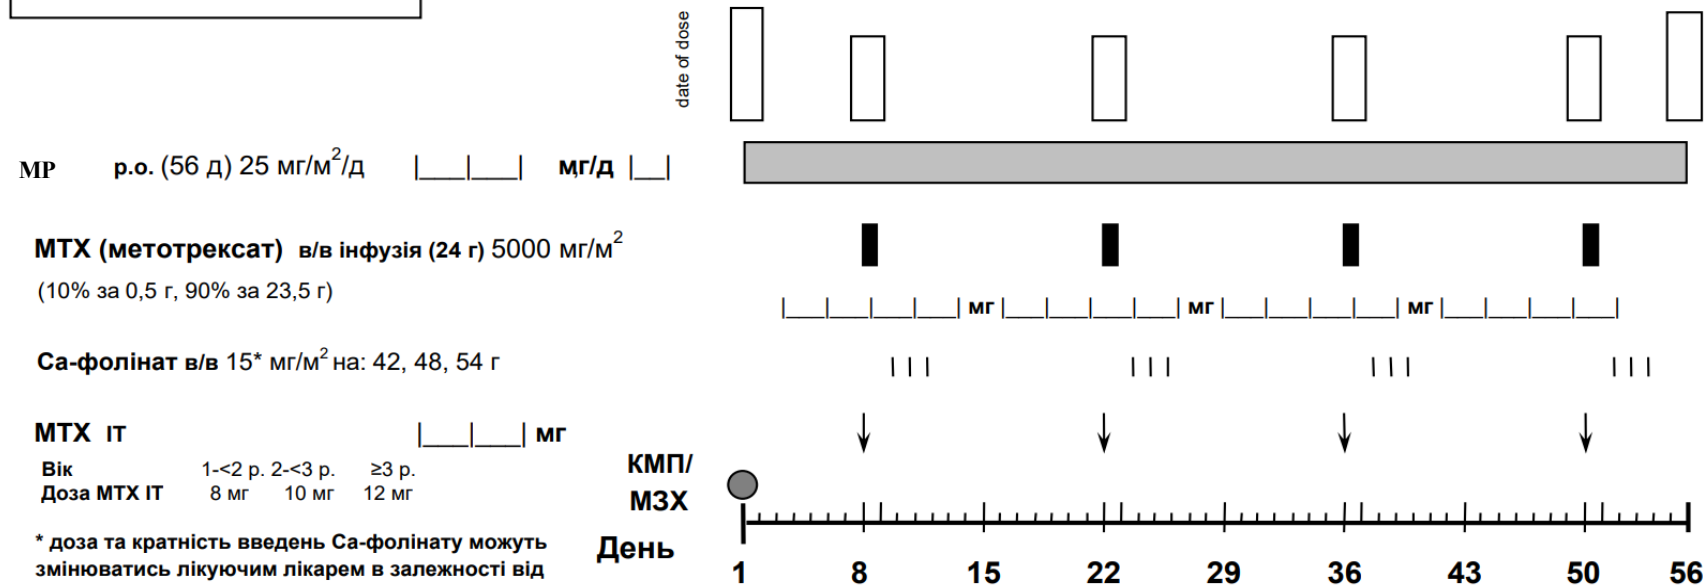 date of dose
МР р.о. (56 д) 25 мг/м²/д |___|___| мг/д |__|
МТХ (метотрексат) в/в інфузія (24 г) 5000 мг/м²
(10% за 0,5 г, 90% за 23,5 г)
|___|___|___|___| мг |___|___|___|___| мг |___|___|___|___| мг |___|___|___|___|
Са-фолінат в/в 15* мг/м² на: 42, 48, 54 г
МТХ ІТ |___|___| мг
Вік 1-<2 р. 2-<3 р. ≥3 р.
Доза МТХ ІТ 8 мг 10 мг 12 мг
КМП/
МЗХ
* доза та кратність введень Са-фолінату можуть
змінюватись лікуючим лікарем в залежності від
День
1 8 15 22 29 36 43 50 56